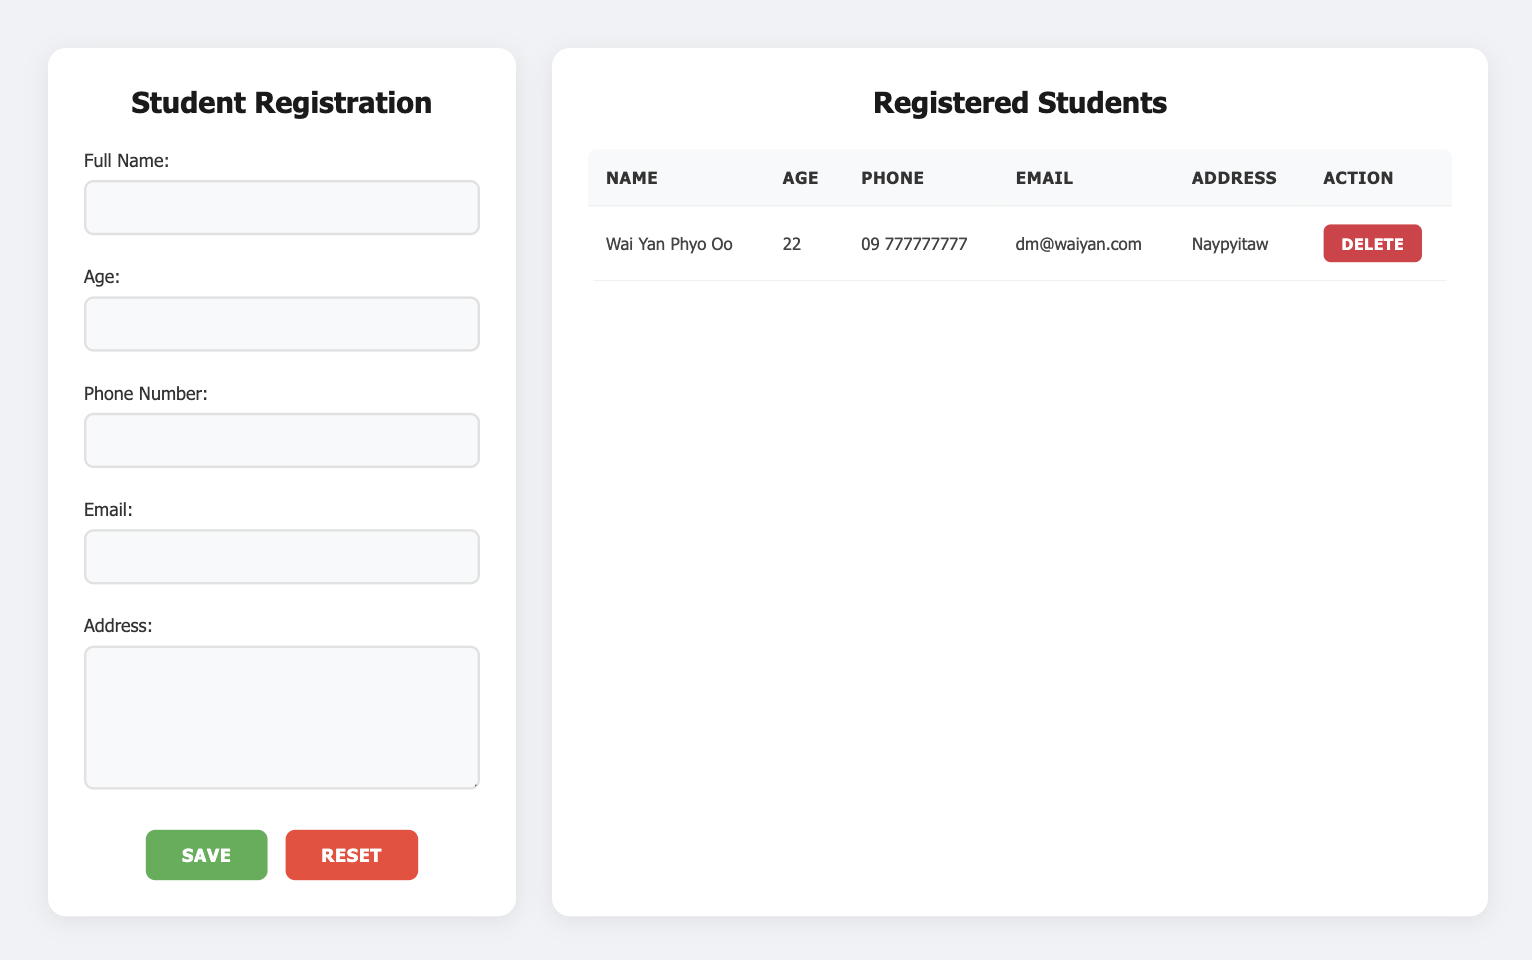 Student Registration
Full Name:
Age:
Phone Number:
Email:
Address:
SAVE RESET
Registered Students
NAME AGE PHONE EMAIL ADDRESS ACTION
Wai Yan Phyo Oo 22 09 777777777 dm@waiyan.com Naypyitaw DELETE